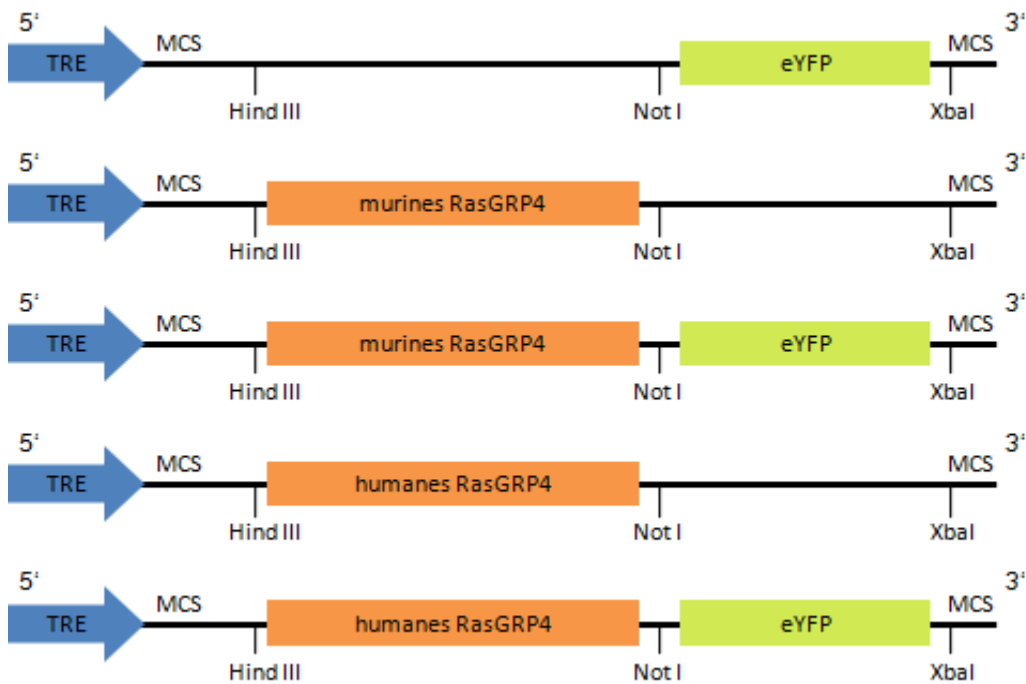 5‘ 3‘
MCS MCS
TRE eYFP
Hind III Not I XbaI
5‘ 3‘
MCS MCS
TRE murines RasGRP4
Hind III Not I XbaI
5‘ 3‘
MCS MCS
TRE murines RasGRP4 eYFP
Hind III Not I XbaI
5‘ 3‘
MCS MCS
TRE humanes RasGRP4
Hind III Not I XbaI
5‘ 3‘
MCS MCS
TRE humanes RasGRP4 eYFP
Hind III Not I XbaI